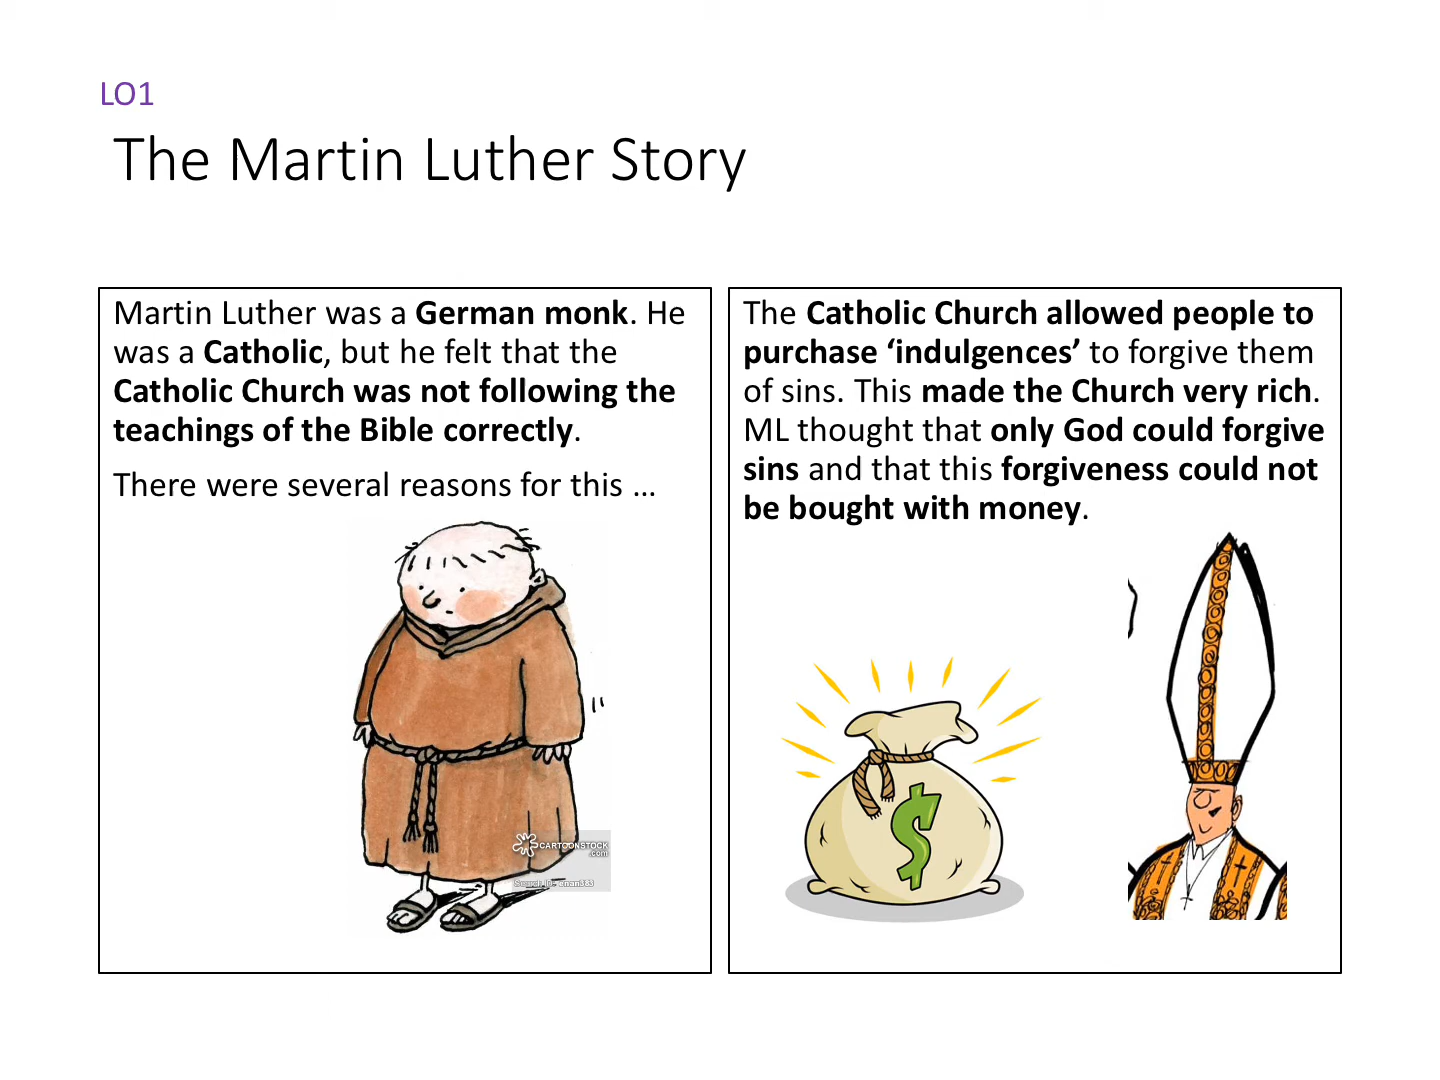 LO1
The Martin Luther Story
Martin Luther was a German monk. He
was a Catholic, but he felt that the
Catholic Church was not following the
teachings of the Bible correctly.
There were several reasons for this …
CARTOONSTOCK
.com
The Catholic Church allowed people to
purchase ‘indulgences’ to forgive them
of sins. This made the Church very rich.
ML thought that only God could forgive
sins and that this forgiveness could not
be bought with money.
$